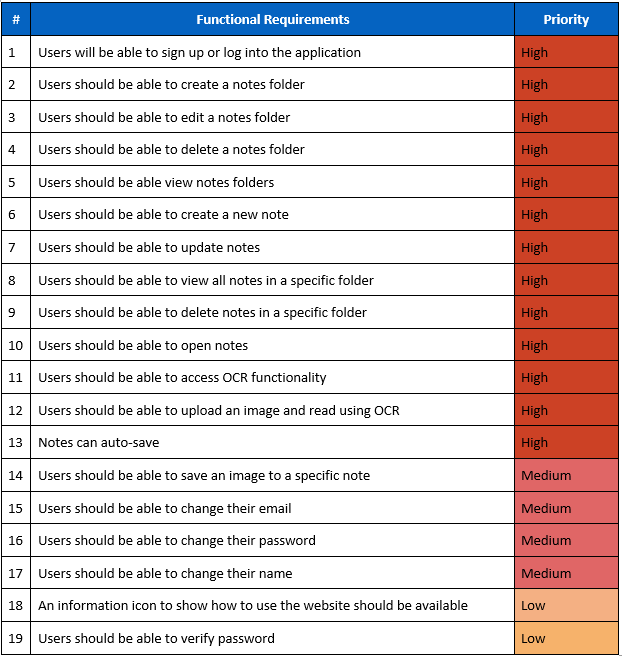 # Functional Requirements Priority
1 Users will be able to sign up or log into the application High
2 Users should be able to create a notes folder High
3 Users should be able to edit a notes folder High
4 Users should be able to delete a notes folder High
5 Users should be able view notes folders High
6 Users should be able to create a new note High
7 Users should be able to update notes High
8 Users should be able to view all notes in a specific folder High
9 Users should be able to delete notes in a specific folder High
10 Users should be able to open notes High
11 Users should be able to access OCR functionality High
12 Users should be able to upload an image and read using OCR High
13 Notes can auto-save High
14 Users should be able to save an image to a specific note Medium
15 Users should be able to change their email Medium
16 Users should be able to change their password Medium
17 Users should be able to change their name Medium
18 An information icon to show how to use the website should be available Low
19 Users should be able to verify password Low